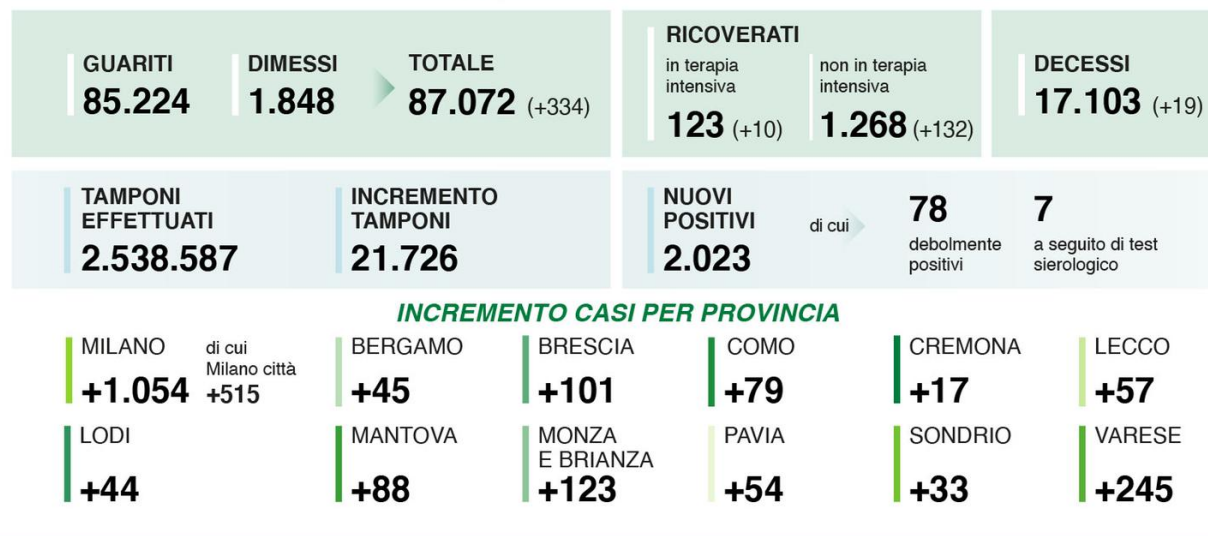 GUARITI
85.224
DIMESSI
1.848
TOTALE
87.072 (+334)
RICOVERATI
in terapia
intensiva
123 (+10)
non in terapia
intensiva
1.268 (+132)
DECESSI
17.103 (+19)
TAMPONI
EFFETTUATI
2.538.587
INCREMENTO
TAMPONI
21.726
NUOVI
POSITIVI
2.023
di cui
78
debolmente
positivi
7
a seguito di test
sierologico
INCREMENTO CASI PER PROVINCIA
MILANO
+1.054
di cui
Milano città
+515
BERGAMO
+45
BRESCIA
+101
COMO
+79
CREMONA
+17
LECCO
+57
LODI
+44
MANTOVA
+88
MONZA
E BRIANZA
+123
PAVIA
+54
SONDRIO
+33
VARESE
+245